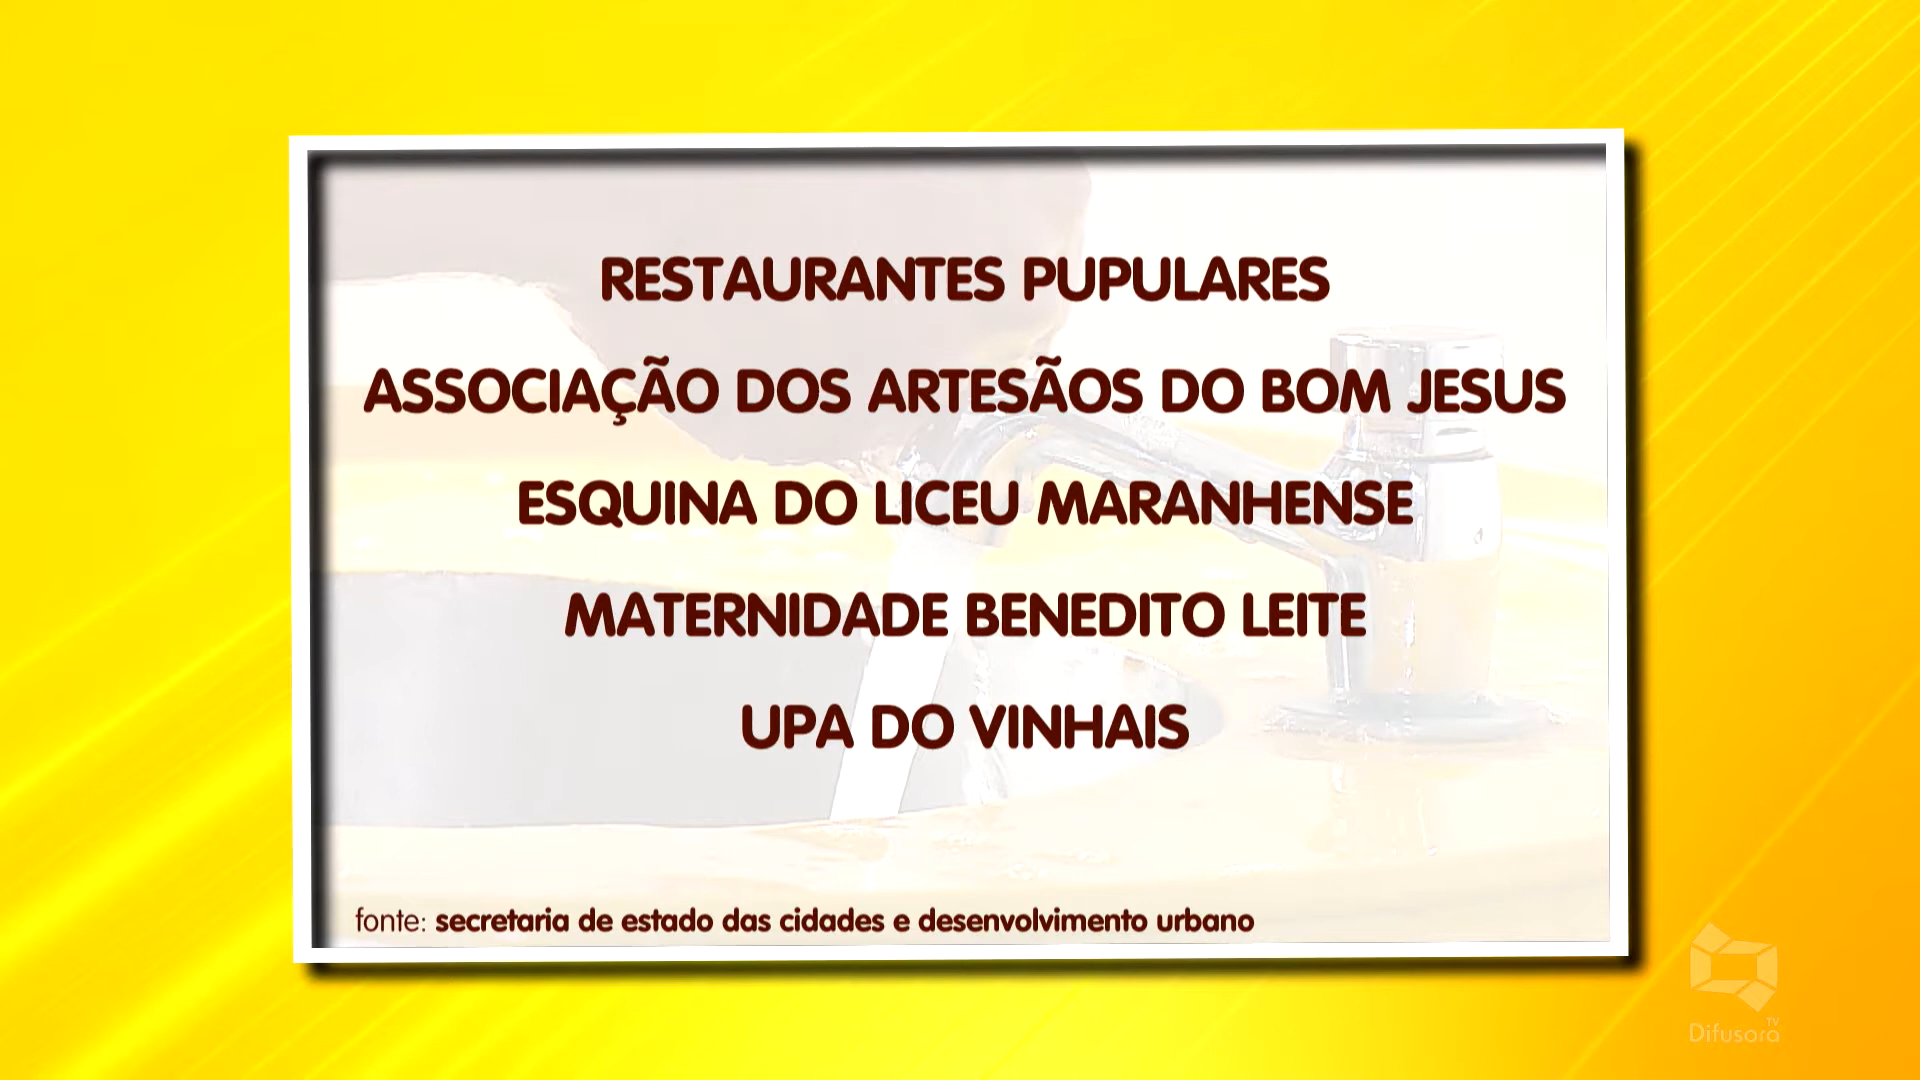 RESTAURANTES PUPULARES
ASSOCIAÇÃO DOS ARTESÃOS DO BOM JESUS
ESQUINA DO LICEU MARANHENSE
MATERNIDADE BENEDITO LEITE
UPA DO VINHAIS
fonte: secretaria de estado das cidades e desenvolvimento urbano
TV
Difusora